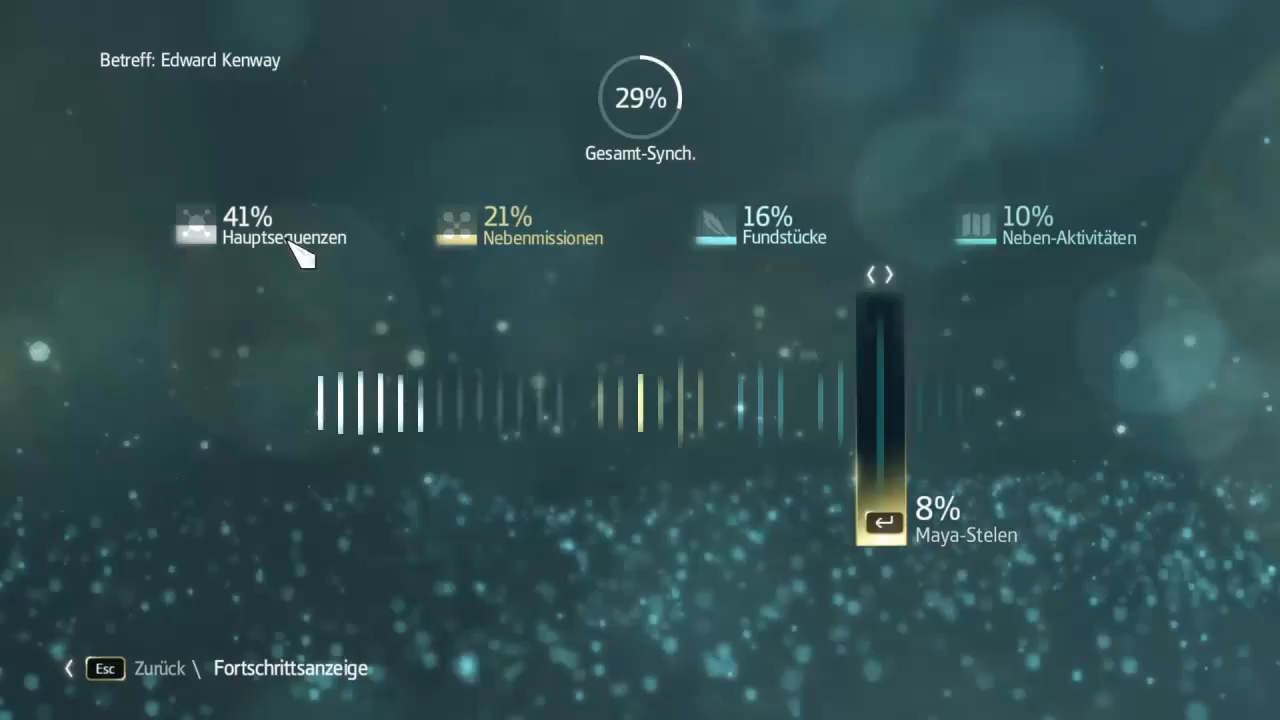 Betreff: Edward Kenway
29%
Gesamt-Synch.
41%
Hauptsequenzen
21%
Nebenmissionen
16%
Fundstücke
10%
Neben-Aktivitäten
8%
Maya-Stelen
Esc Zurück \ Fortschrittsanzeige